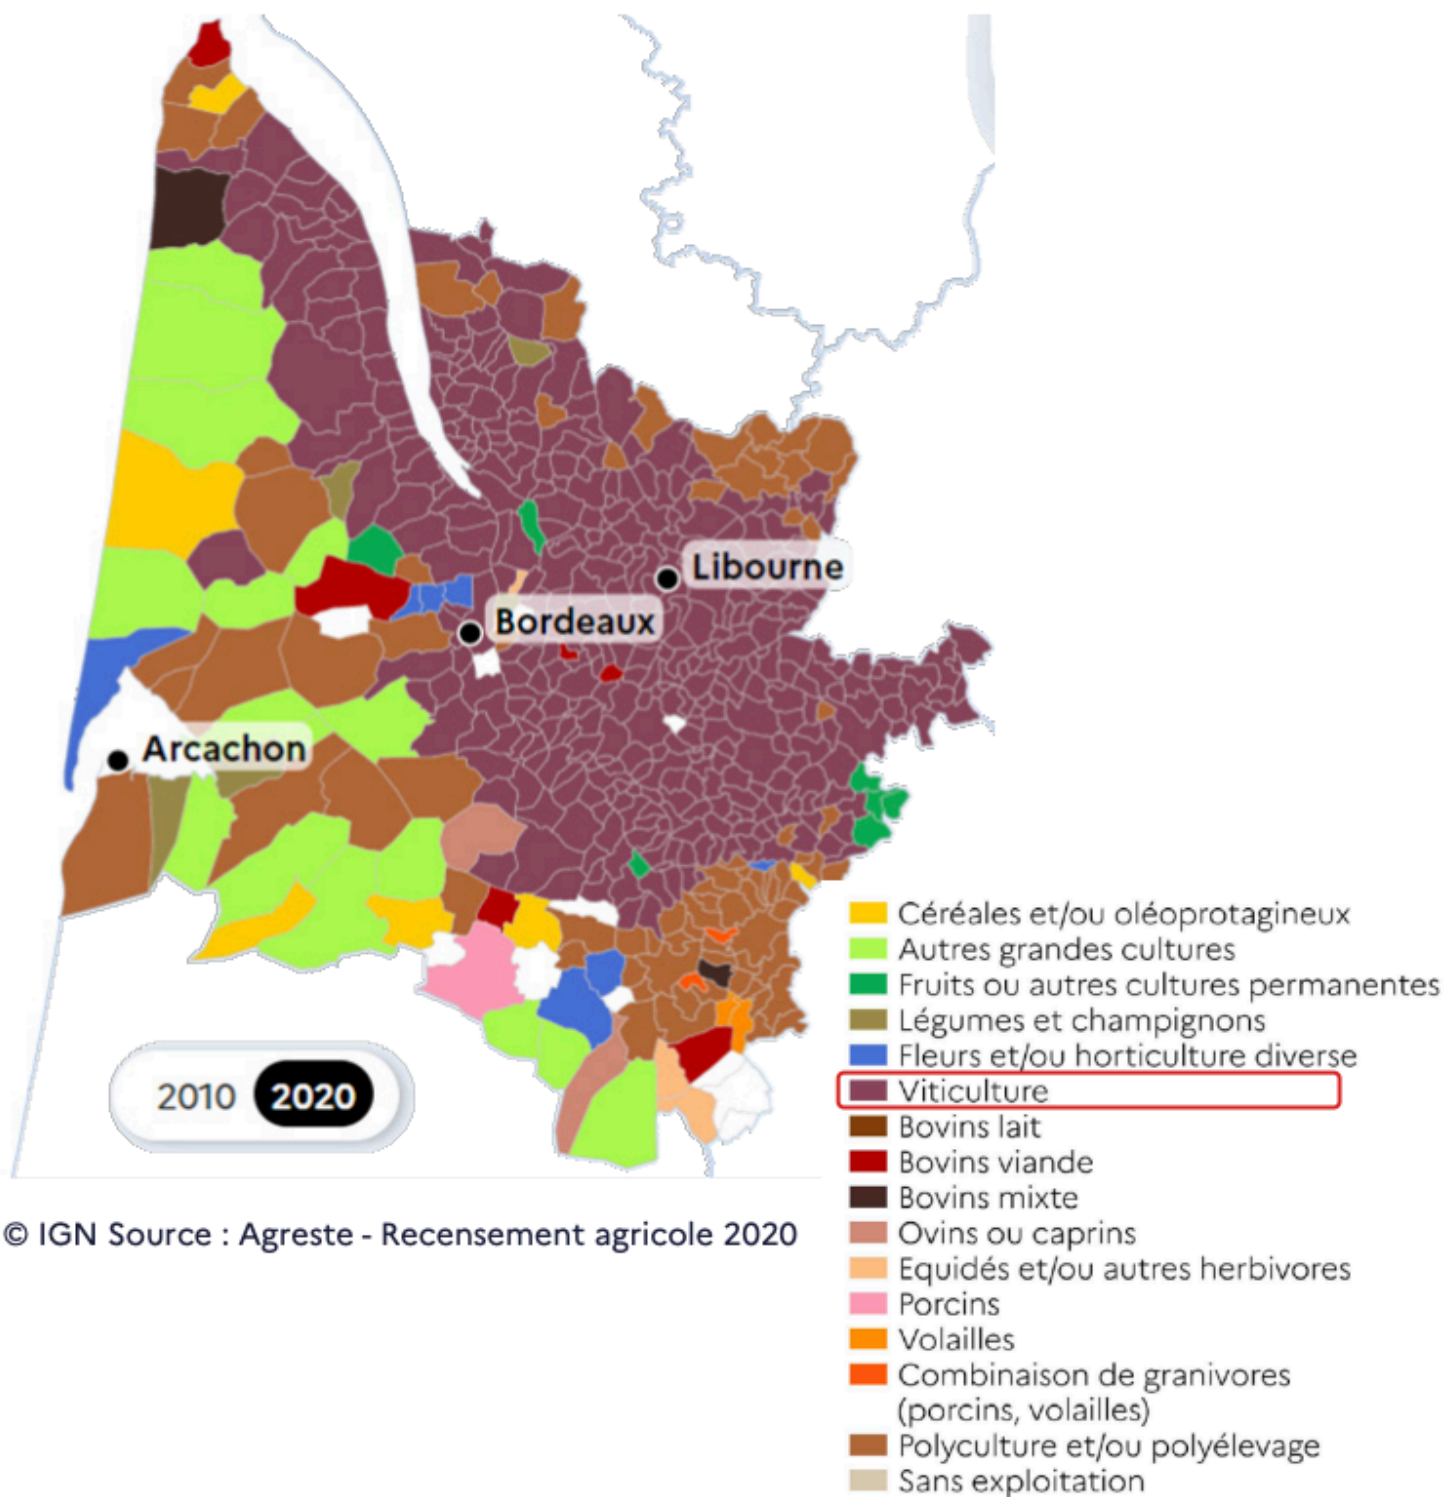 Libourne
Bordeaux
Arcachon
2010 2020
© IGN Source : Agreste - Recensement agricole 2020
Céréales et/ou oléoprotagineux
Autres grandes cultures
Fruits ou autres cultures permanentes
Légumes et champignons
Fleurs et/ou horticulture diverse
Viticulture
Bovins lait
Bovins viande
Bovins mixte
Ovins ou caprins
Equidés et/ou autres herbivores
Porcins
Volailles
Combinaison de granivores
(porcins, volailles)
Polyculture et/ou polyélevage
Sans exploitation